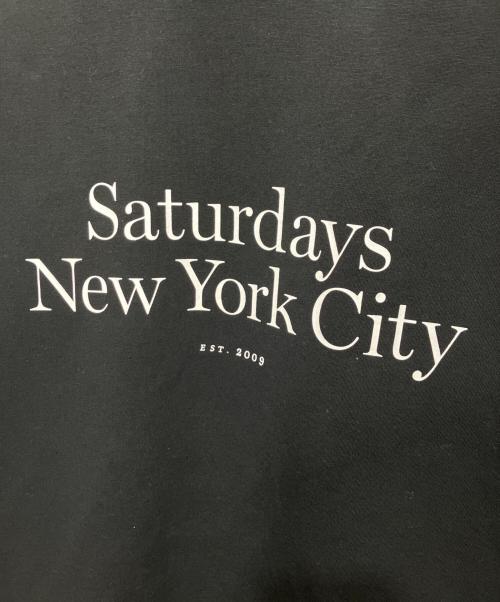 Saturdays
New York City
EST. 2009